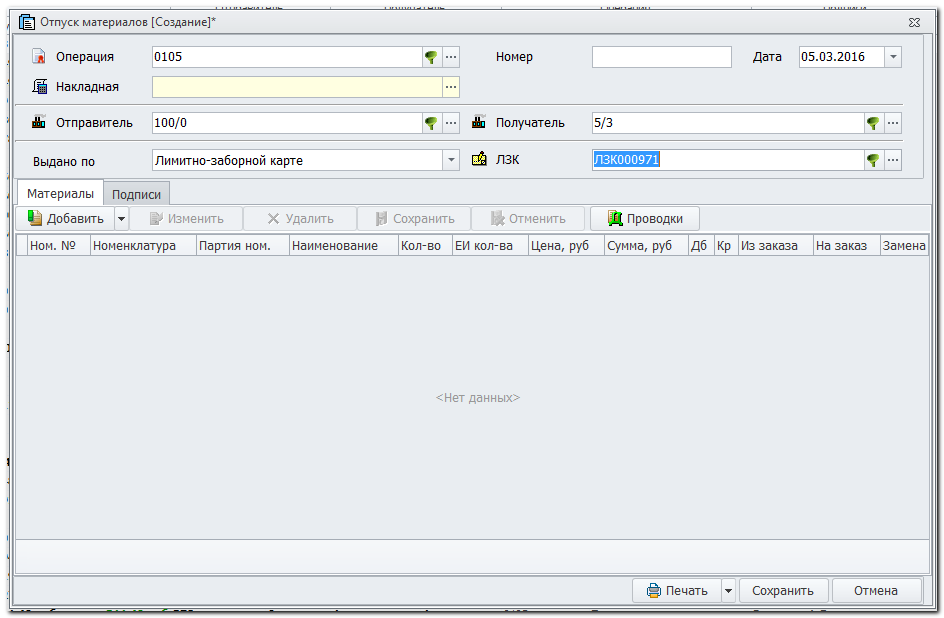 Отпуск материалов [Создание]*
Операция 0105 Номер Дата 05.03.2016
Накладная
Отправитель 100/0 Получатель 5/3
Выдано по Лимитно-заборной карте ЛЗК ЛЗК000971
Материалы Подписи
Добавить Изменить Удалить Сохранить Отменить Проводки
Ном. № Номенклатура Партия ном. Наименование Кол-во ЕИ кол-ва Цена, руб Сумма, руб Дб Кр Из заказа На заказ Замена
<Нет данных>
Печать Сохранить Отмена